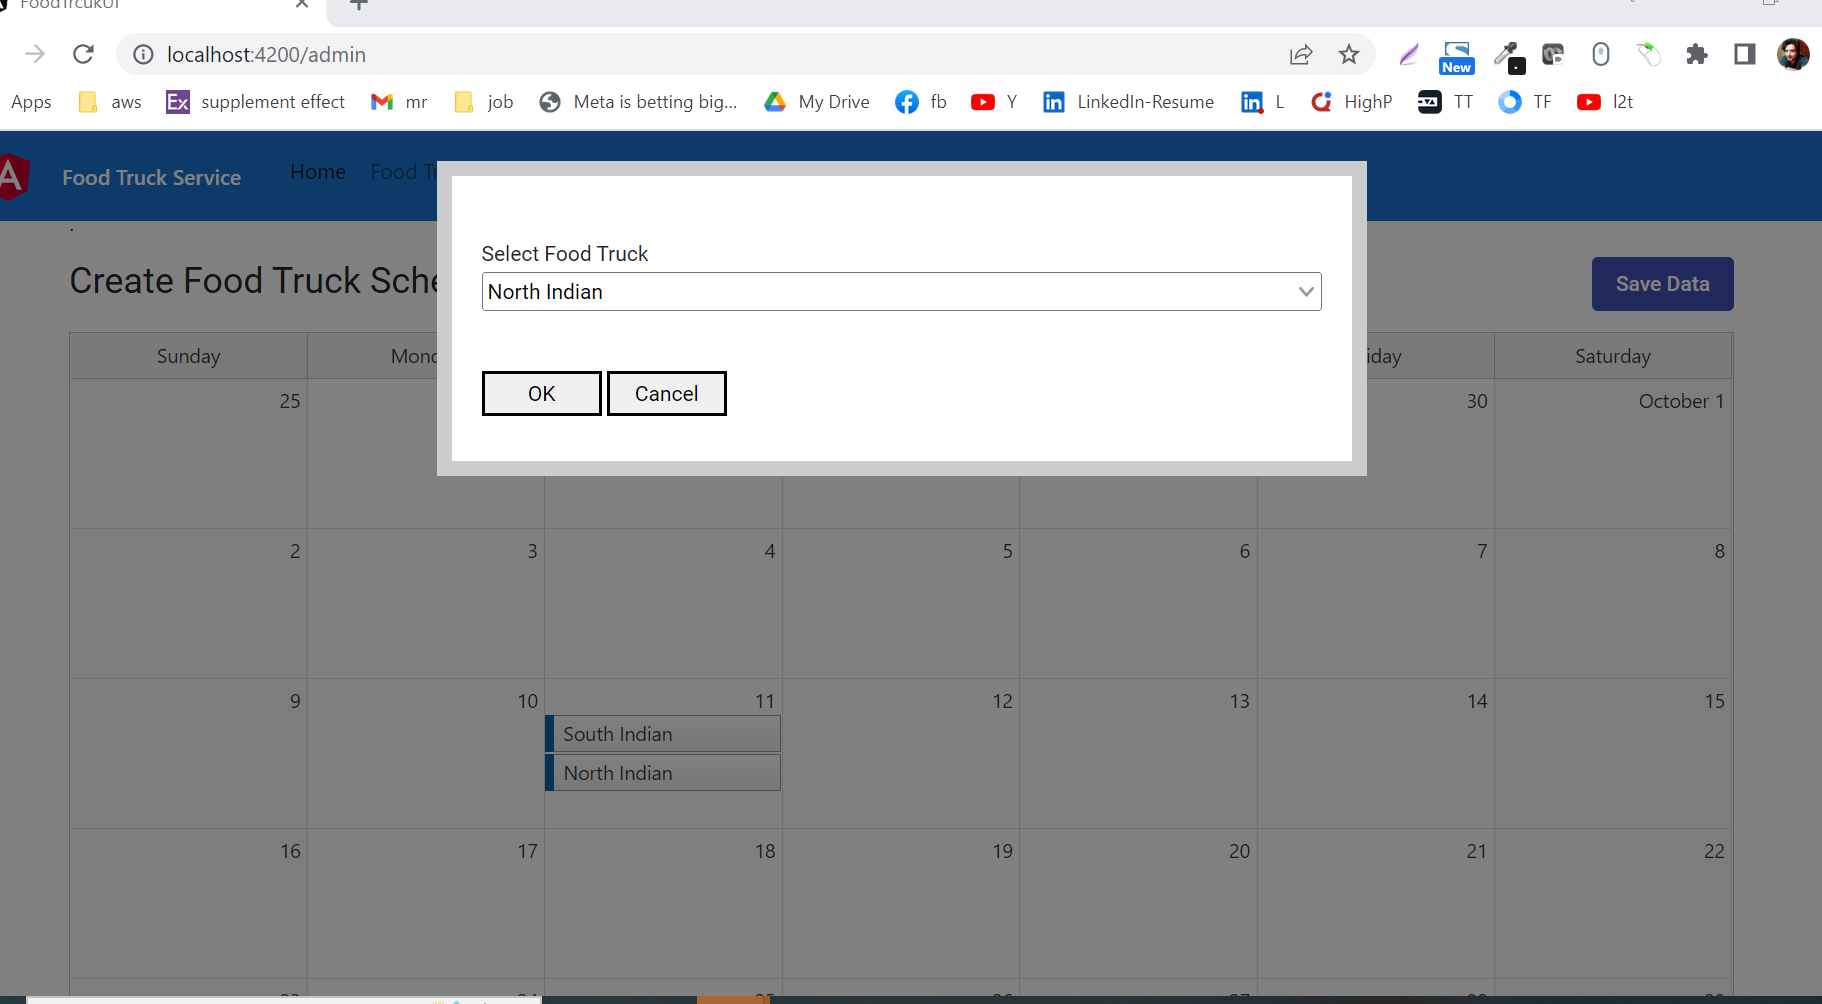 FoodTrcukUI
localhost:4200/admin
New
Apps aws Ex supplement effect mr job Meta is betting big... My Drive fb Y LinkedIn-Resume L HighP TT TF l2t
Food Truck Service Home Food T
Select Food Truck
North Indian
OK Cancel
Create Food Truck Sche
Save Data
Sunday Mond iday Saturday
25 30 October 1
2 3 4 5 6 7 8
9 10 11 12 13 14 15
South Indian
North Indian
16 17 18 19 20 21 22